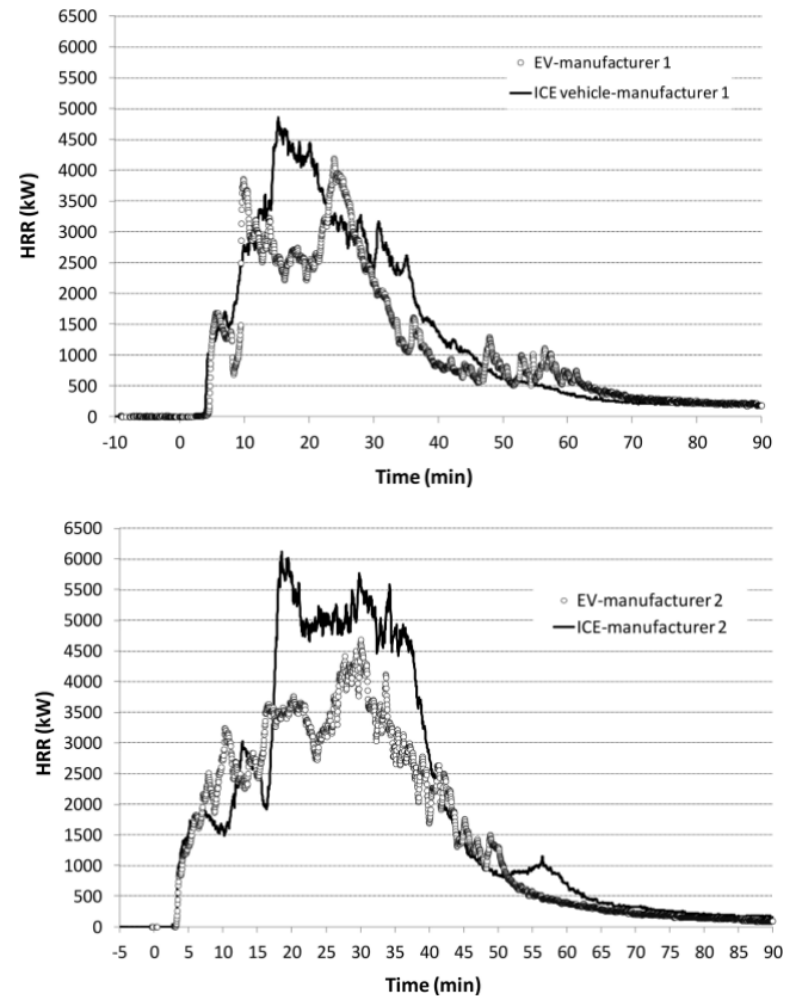 6500
6000
5500
5000
4500
4000
3500
3000
2500
2000
1500
1000
500
0
HRR (kW)
EV-manufacturer 1
ICE vehicle-manufacturer 1
-10 0 10 20 30 40 50 60 70 80 90
Time (min)
6500
6000
5500
5000
4500
4000
3500
3000
2500
2000
1500
1000
500
0
HRR (kW)
EV-manufacturer 2
ICE-manufacturer 2
-5 0 5 10 15 20 25 30 35 40 45 50 55 60 65 70 75 80 85 90
Time (min)